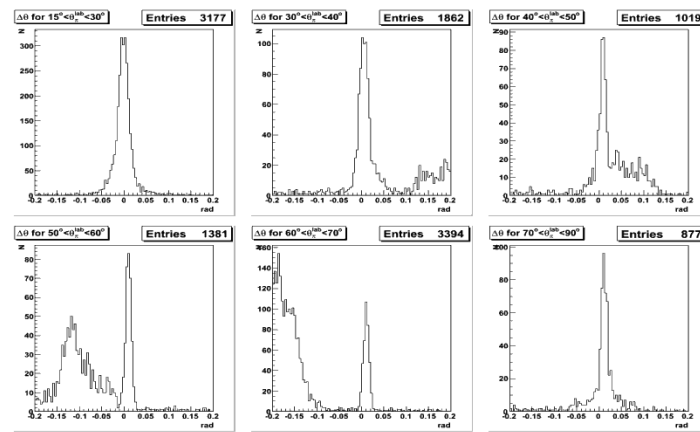 Δθ for 15°<θπ^lab<30° Entries 3177
N
300
250
200
150
100
50
0
-0.2 -0.15 -0.1 -0.05 0 0.05 0.1 0.15 0.2
rad
Δθ for 30°<θπ^lab<40° Entries 1862
N
100
80
60
40
20
0
-0.2 -0.15 -0.1 -0.05 0 0.05 0.1 0.15 0.2
rad
Δθ for 40°<θπ^lab<50° Entries 1019
N
90
80
70
60
50
40
30
20
10
0
-0.2 -0.15 -0.1 -0.05 0 0.05 0.1 0.15 0.2
rad
Δθ for 50°<θπ^lab<60° Entries 1381
N
80
70
60
50
40
30
20
10
0
-0.2 -0.15 -0.1 -0.05 0 0.05 0.1 0.15 0.2
rad
Δθ for 60°<θπ^lab<70° Entries 3394
N
160
140
120
100
80
60
40
20
0
-0.2 -0.15 -0.1 -0.05 0 0.05 0.1 0.15 0.2
rad
Δθ for 70°<θπ^lab<90° Entries 877
N
100
80
60
40
20
0
-0.2 -0.15 -0.1 -0.05 0 0.05 0.1 0.15 0.2
rad